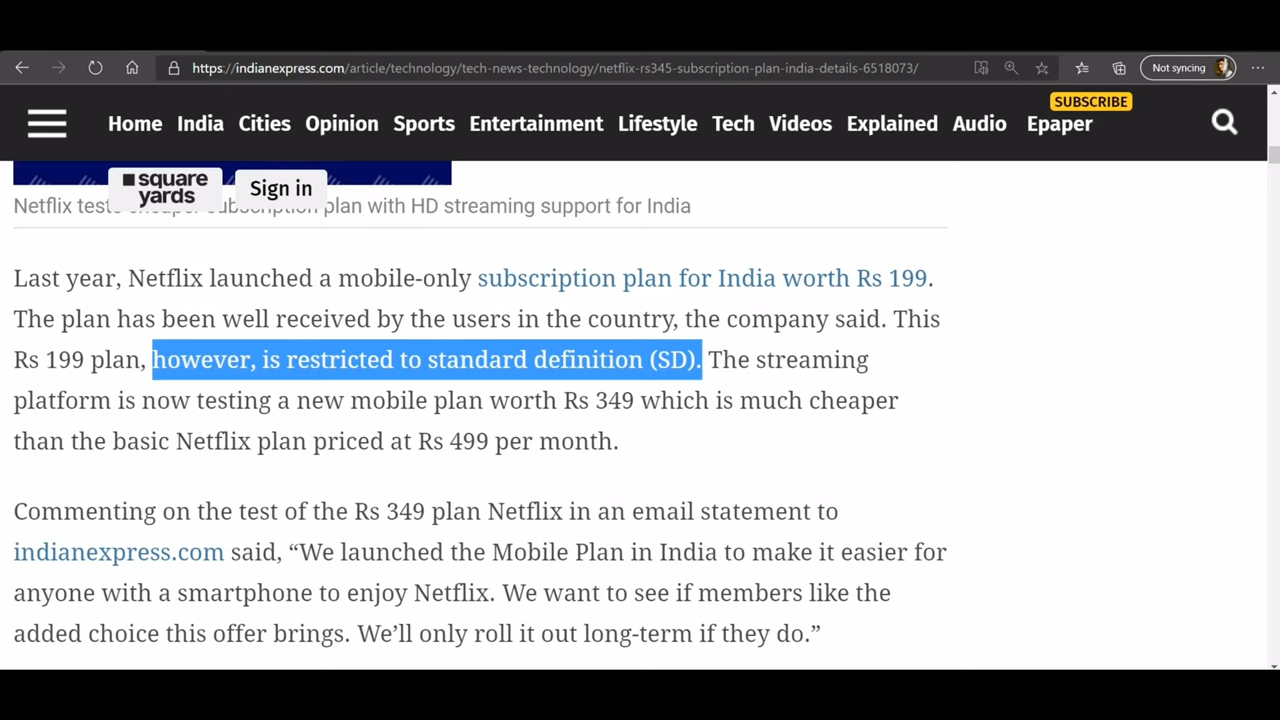 https://indianexpress.com/article/technology/tech-news-technology/netflix-rs345-subscription-plan-india-details-6518073/
Not syncing
SUBSCRIBE
Home India Cities Opinion Sports Entertainment Lifestyle Tech Videos Explained Audio Epaper
square
yards
Sign in
Netflix tests cheaper subscription plan with HD streaming support for India
Last year, Netflix launched a mobile-only subscription plan for India worth Rs 199.
The plan has been well received by the users in the country, the company said. This
Rs 199 plan, however, is restricted to standard definition (SD). The streaming
platform is now testing a new mobile plan worth Rs 349 which is much cheaper
than the basic Netflix plan priced at Rs 499 per month.
Commenting on the test of the Rs 349 plan Netflix in an email statement to
indianexpress.com said, “We launched the Mobile Plan in India to make it easier for
anyone with a smartphone to enjoy Netflix. We want to see if members like the
added choice this offer brings. We’ll only roll it out long-term if they do.”